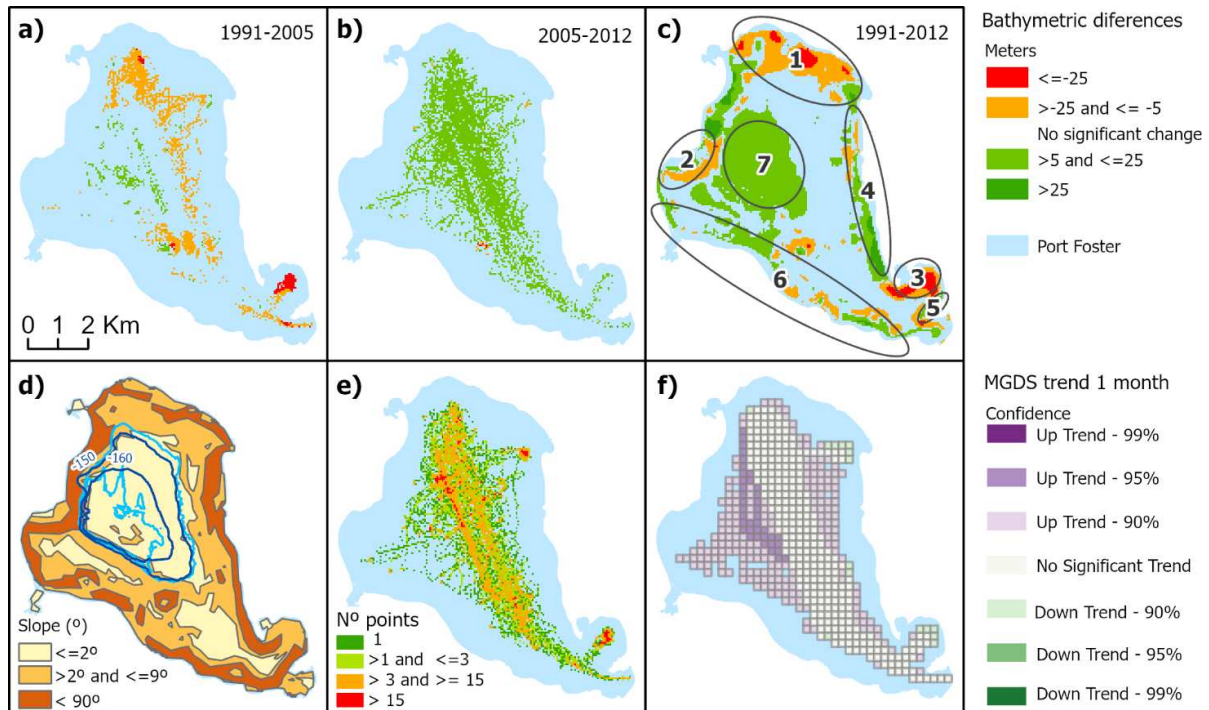 a)
1991-2005
0 1 2 Km
b)
2005-2012
c)
1991-2012
1
2
7
4
3
5
6
Bathymetric diferences
Meters
<=-25
>-25 and <= -5
No significant change
>5 and <=25
>25
Port Foster
d)
-150
-160
Slope (º)
<=2º
>2º and <=9º
< 90º
e)
Nº points
1
>1 and <=3
> 3 and >= 15
> 15
f)
MGDS trend 1 month
Confidence
Up Trend - 99%
Up Trend - 95%
Up Trend - 90%
No Significant Trend
Down Trend - 90%
Down Trend - 95%
Down Trend - 99%